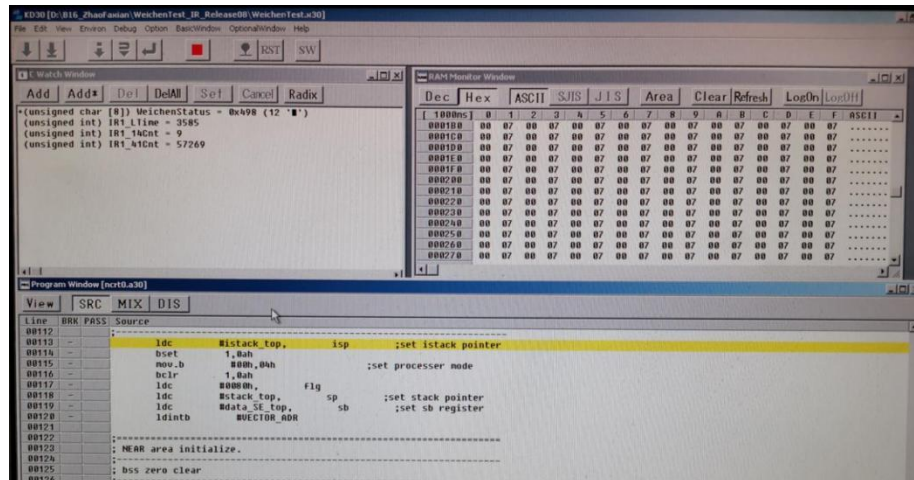 KD30 [D:\B16_ZhaoFaxian\WeichenTest_IR_Release08\WeichenTest.x30]
File Edit View Environ Debug Option BasicWindow OptionalWindow Help
RST SW
C Watch Window
Add Add* Del DelAll Set Cancel Radix
(unsigned char [8]) WeichenStatus = 0x498 (12 '')
(unsigned int) IR1_LTime = 3585
(unsigned int) IR1_14Cnt = 9
(unsigned int) IR1_41Cnt = 57269
RAM Monitor Window
Dec Hex ASCII SJIS JIS Area Clear Refresh LogOn LogOff
[ 1000ns] 0 1 2 3 4 5 6 7 8 9 A B C D E F ASCII
0001B0 00 07 00 07 00 07 00 07 00 07 00 07 00 07 00 07 ........
0001C0 00 07 00 07 00 07 00 07 00 07 00 07 00 07 00 07 ........
0001D0 00 07 00 07 00 07 00 07 00 07 00 07 00 07 00 07 ........
0001E0 00 07 00 07 00 07 00 07 00 07 00 07 00 07 00 07 ........
0001F0 00 07 00 07 00 07 00 07 00 07 00 07 00 07 00 07 ........
000200 00 07 00 07 00 07 00 07 00 07 00 07 00 07 00 07 ........
000210 00 07 00 07 00 07 00 07 00 07 00 07 00 07 00 07 ........
000220 00 07 00 07 00 07 00 07 00 07 00 07 00 07 00 07 ........
000230 00 07 00 07 00 07 00 07 00 07 00 07 00 07 00 07 ........
000240 00 07 00 07 00 07 00 07 00 07 00 07 00 07 00 07 ........
000250 00 07 00 07 00 07 00 07 00 07 00 07 00 07 00 07 ........
000260 00 07 00 07 00 07 00 07 00 07 00 07 00 07 00 07 ........
000270 00 07 00 07 00 07 00 07 00 07 00 07 00 07 00 07 ........
Program Window [ncrt0.a30]
View SRC MIX DIS
Line BRK PASS Source
00112 ;---------------------------------------------------------------------
00113 - ldc #istack_top, isp ;set istack pointer
00114 - bset 1,0ah
00115 - mov.b #00h,04h ;set processer mode
00116 - bclr 1,0ah
00117 - ldc #0080h, flg
00118 - ldc #stack_top, sp ;set stack pointer
00119 - ldc #data_SE_top, sb ;set sb register
00120 - ldintb #VECTOR_ADR
00121
00122 ;=====================================================================
00123 ; NEAR area initialize.
00124 ;---------------------------------------------------------------------
00125 ; bss zero clear
00126